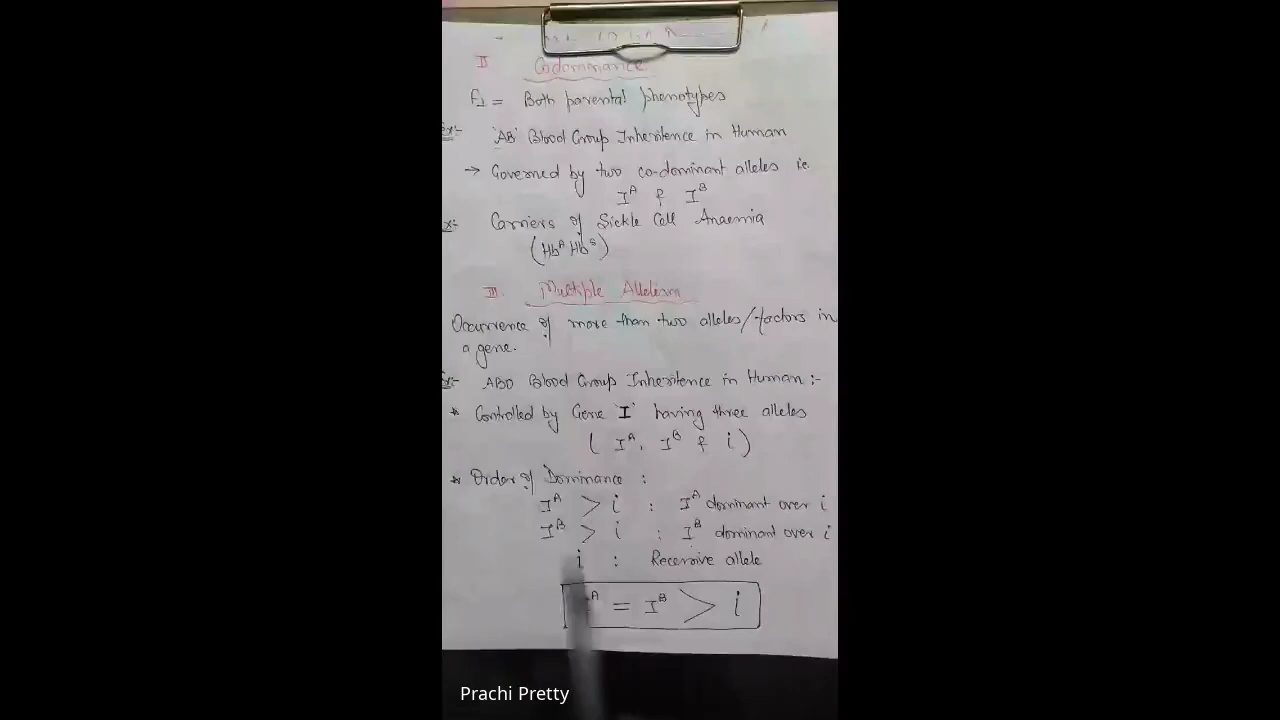 II Codominance
F1 = Both parental phenotypes
Ex:- 'AB' Blood Group Inheritence in Human
→ Governed by two co-dominant alleles i.e.
I^A & I^B
Ex:- Carriers of Sickle Cell Anaemia
(Hb^A Hb^S)
III. Multiple Allelism
Occurrence of more than two alleles/factors in
a gene.
Ex:- ABO Blood Group Inheritence in Human :-
* Controlled by Gene 'I' having three alleles
( I^A, I^B & i )
* Order of Dominance :
I^A > i : I^A dominant over i
I^B > i : I^B dominant over i
i : Recessive allele
A = I^B > i
Prachi Pretty